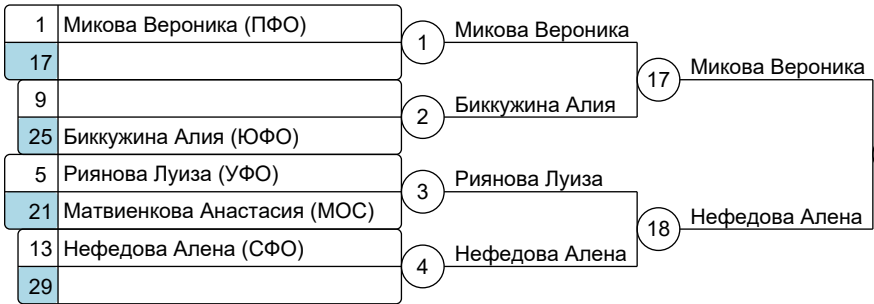 1 Микова Вероника (ПФО)
17
1
Микова Вероника
9
25 Биккужина Алия (ЮФО)
2
Биккужина Алия
17
Микова Вероника
5 Риянова Луиза (УФО)
21 Матвиенкова Анастасия (МОС)
3
Риянова Луиза
13 Нефедова Алена (СФО)
29
4
Нефедова Алена
18
Нефедова Алена